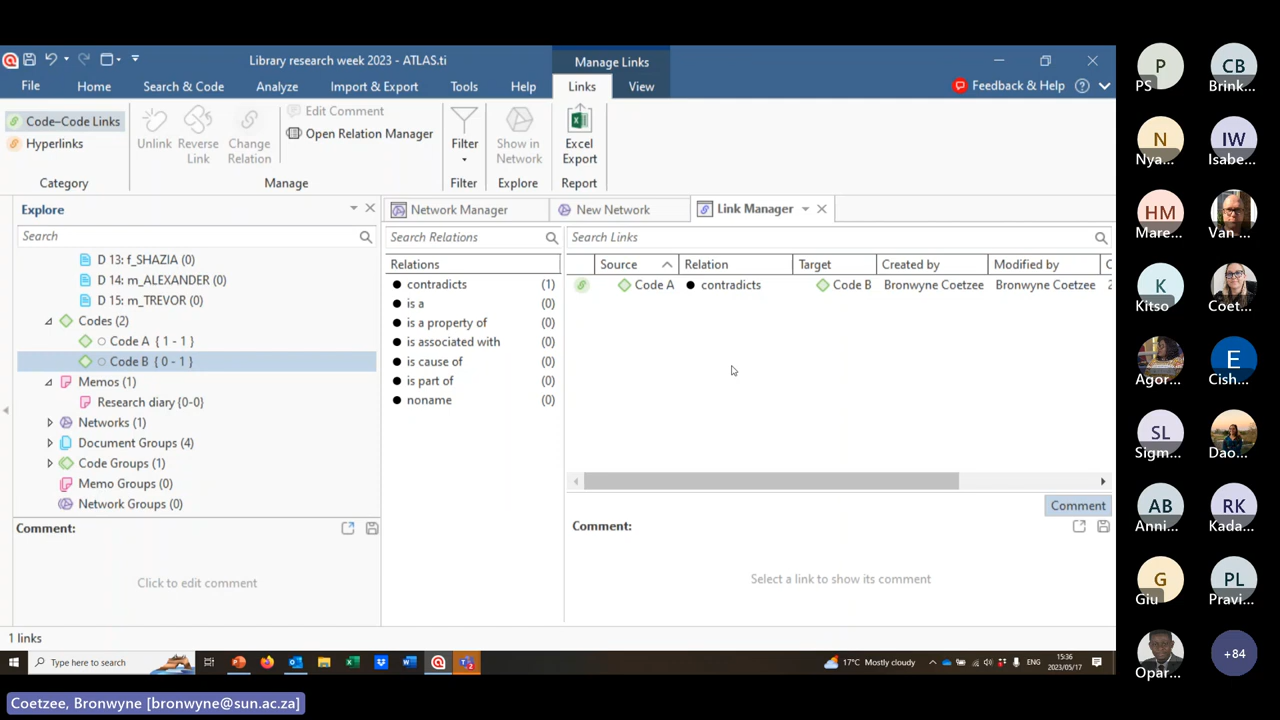 Library research week 2023 - ATLAS.ti
Manage Links
File
Home
Search & Code
Analyze
Import & Export
Tools
Help
Links
View
Feedback & Help
Code–Code Links
Hyperlinks
Category
Unlink
Reverse Link
Change Relation
Edit Comment
Open Relation Manager
Manage
Filter
Filter
Show in Network
Explore
Excel Export
Report
Explore
Search
D 13: f_SHAZIA (0)
D 14: m_ALEXANDER (0)
D 15: m_TREVOR (0)
Codes (2)
Code A { 1 - 1 }
Code B { 0 - 1 }
Memos (1)
Research diary {0-0}
Networks (1)
Document Groups (4)
Code Groups (1)
Memo Groups (0)
Network Groups (0)
Comment:
Click to edit comment
Network Manager
New Network
Link Manager
Search Relations
Relations
contradicts (1)
is a (0)
is a property of (0)
is associated with (0)
is cause of (0)
is part of (0)
noname (0)
Search Links
Source Relation Target Created by Modified by C
Code A contradicts Code B Bronwyne Coetzee Bronwyne Coetzee 2
Comment
Comment:
Select a link to show its comment
1 links
Type here to search
17°C Mostly cloudy
ENG
15:36
2023/05/17
P
PS
CB
Brink...
N
Nya...
IW
Isabe...
HM
Mare...
Van ...
K
Kitso
Coet...
Agor...
E
Cish...
SL
Sigm...
Dao...
AB
Anni...
RK
Kada...
G
Giu
PL
Pravi...
Opar...
+84
Coetzee, Bronwyne [bronwyne@sun.ac.za]